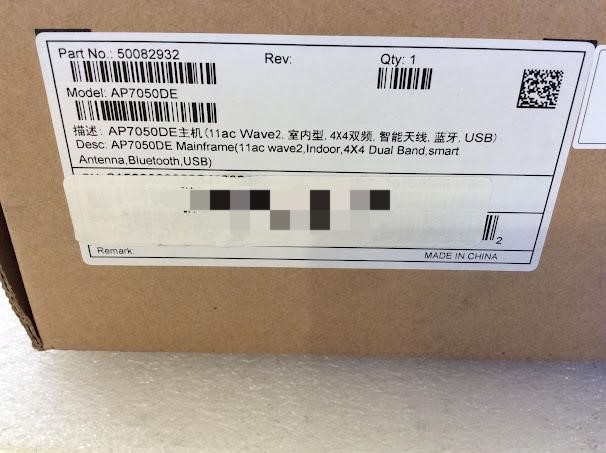 Part No.: 50082932
Rev:
Qty: 1
Model: AP7050DE
描述: AP7050DE主机(11ac Wave2, 室内型, 4X4双频, 智能天线, 蓝牙, USB)
Desc: AP7050DE Mainframe(11ac wave2,Indoor,4X4 Dual Band,smart
Antenna,Bluetooth,USB)
2
Remark:
MADE IN CHINA